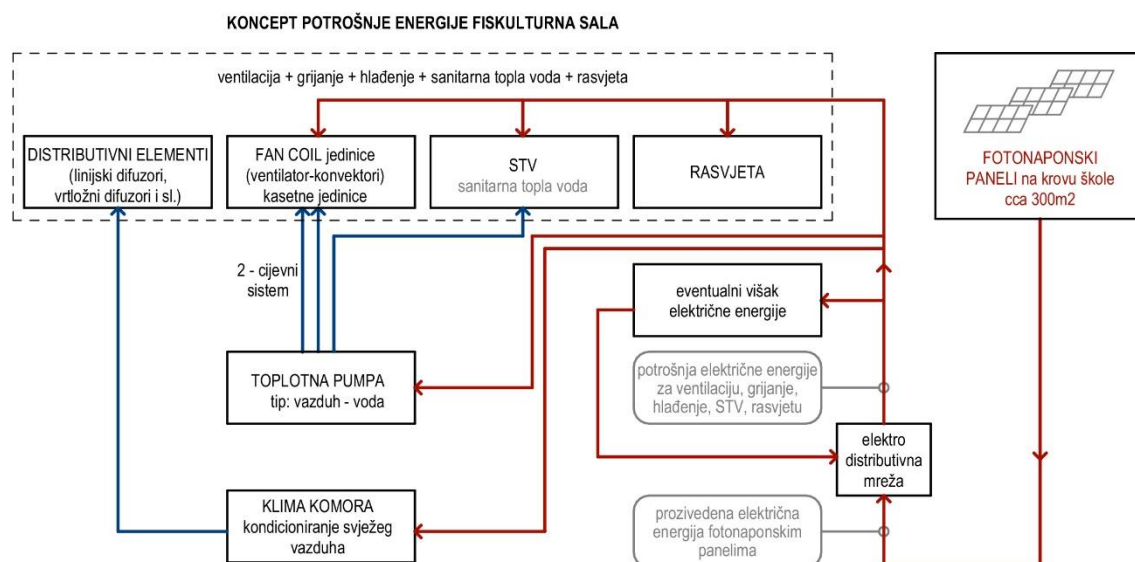 KONCEPT POTROŠNJE ENERGIJE FISKULTURNA SALA
ventilacija + grijanje + hlađenje + sanitarna topla voda + rasvjeta
DISTRIBUTIVNI ELEMENTI
(linijski difuzori,
vrtložni difuzori i sl.)
FAN COIL jedinice
(ventilator-konvektori)
kasetne jedinice
STV
sanitarna topla voda
RASVJETA
FOTONAPONSKI
PANELI na krovu škole
cca 300m2
2 - cijevni
sistem
eventualni višak
električne energije
TOPLOTNA PUMPA
tip: vazduh - voda
potrošnja električne energije
za ventilaciju, grijanje,
hlađenje, STV, rasvjetu
elektro
distributivna
mreža
KLIMA KOMORA
kondicioniranje svježeg
vazduha
prozivedena električna
energija fotonaponskim
panelima